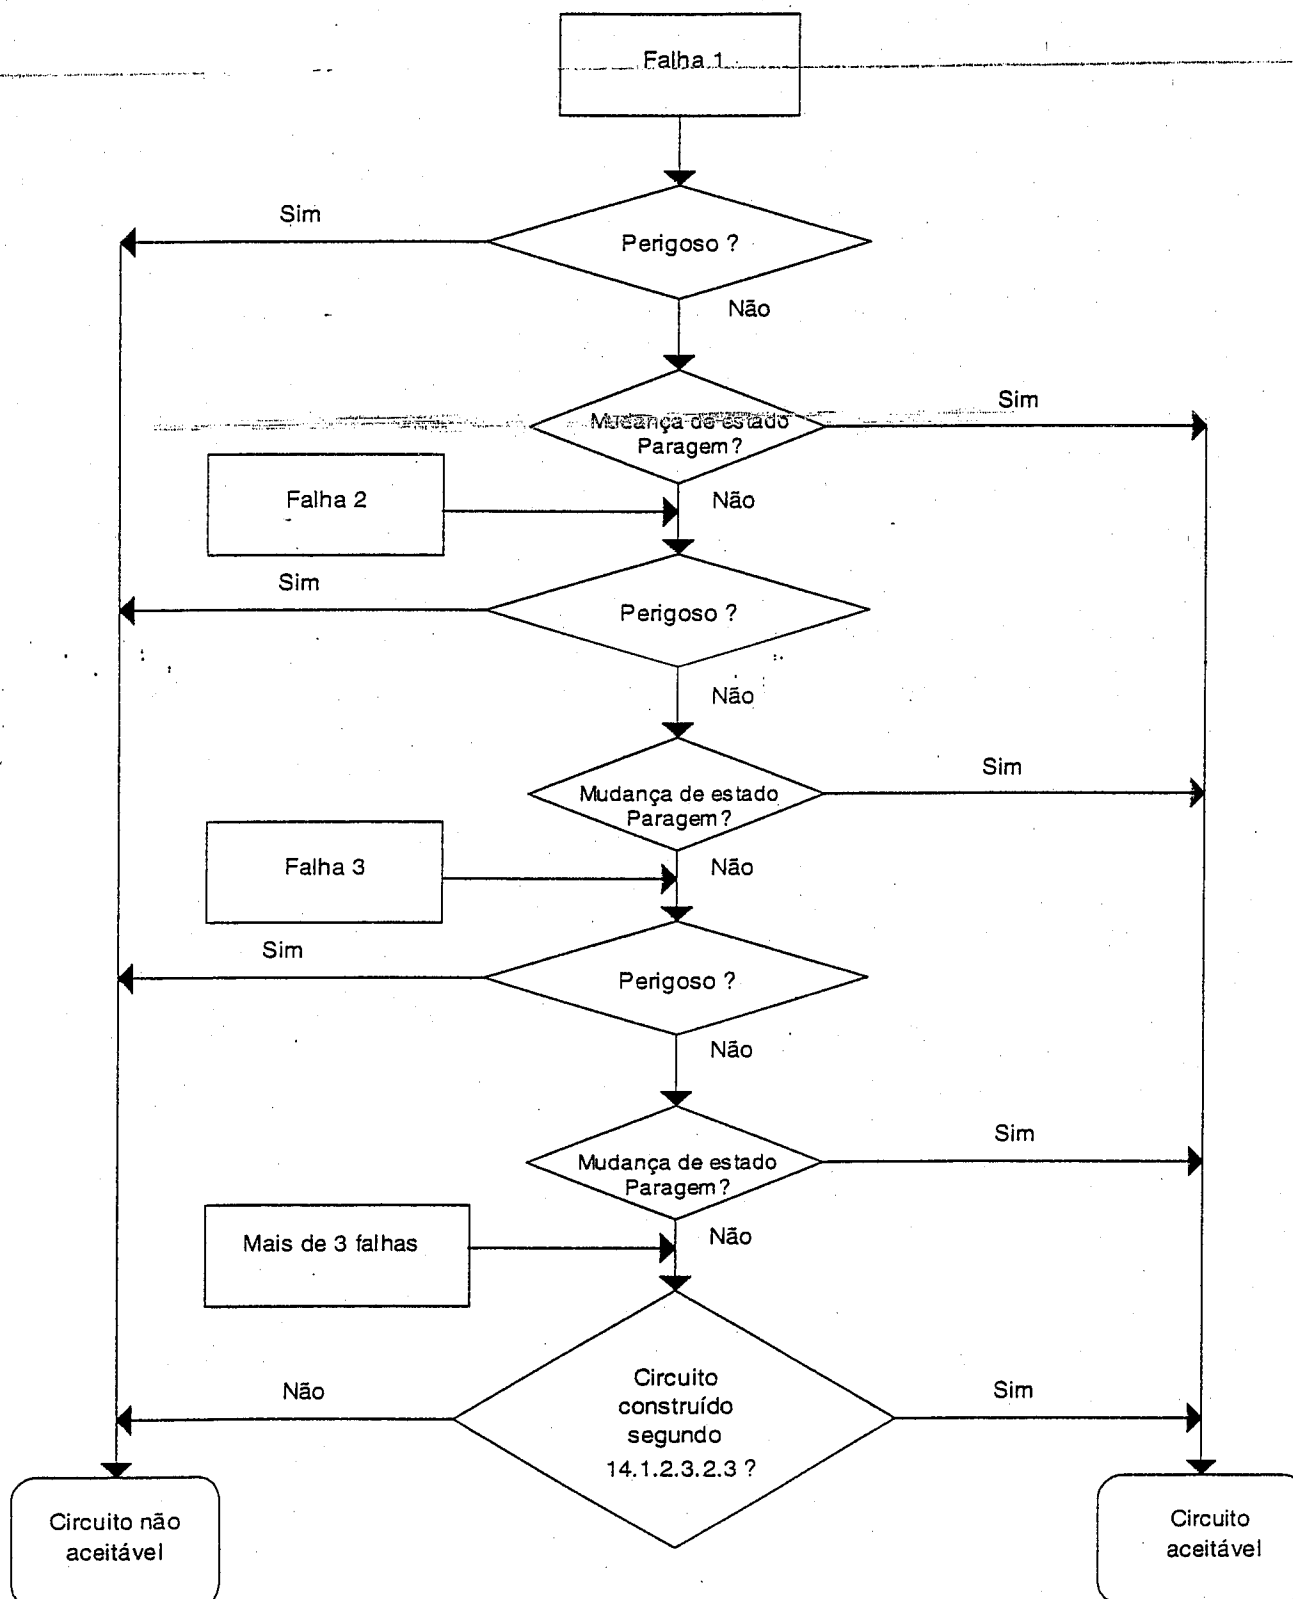 Falha 1
Sim
Perigoso ?
Não
Sim
Mudança de estado
Paragem?
Falha 2
Não
Sim
Perigoso ?
Não
Sim
Mudança de estado
Paragem?
Falha 3
Não
Sim
Perigoso ?
Não
Sim
Mudança de estado
Paragem?
Mais de 3 falhas
Não
Não
Circuito
construído
segundo
14.1.2.3.2.3 ?
Sim
Circuito não
aceitável
Circuito
aceitável